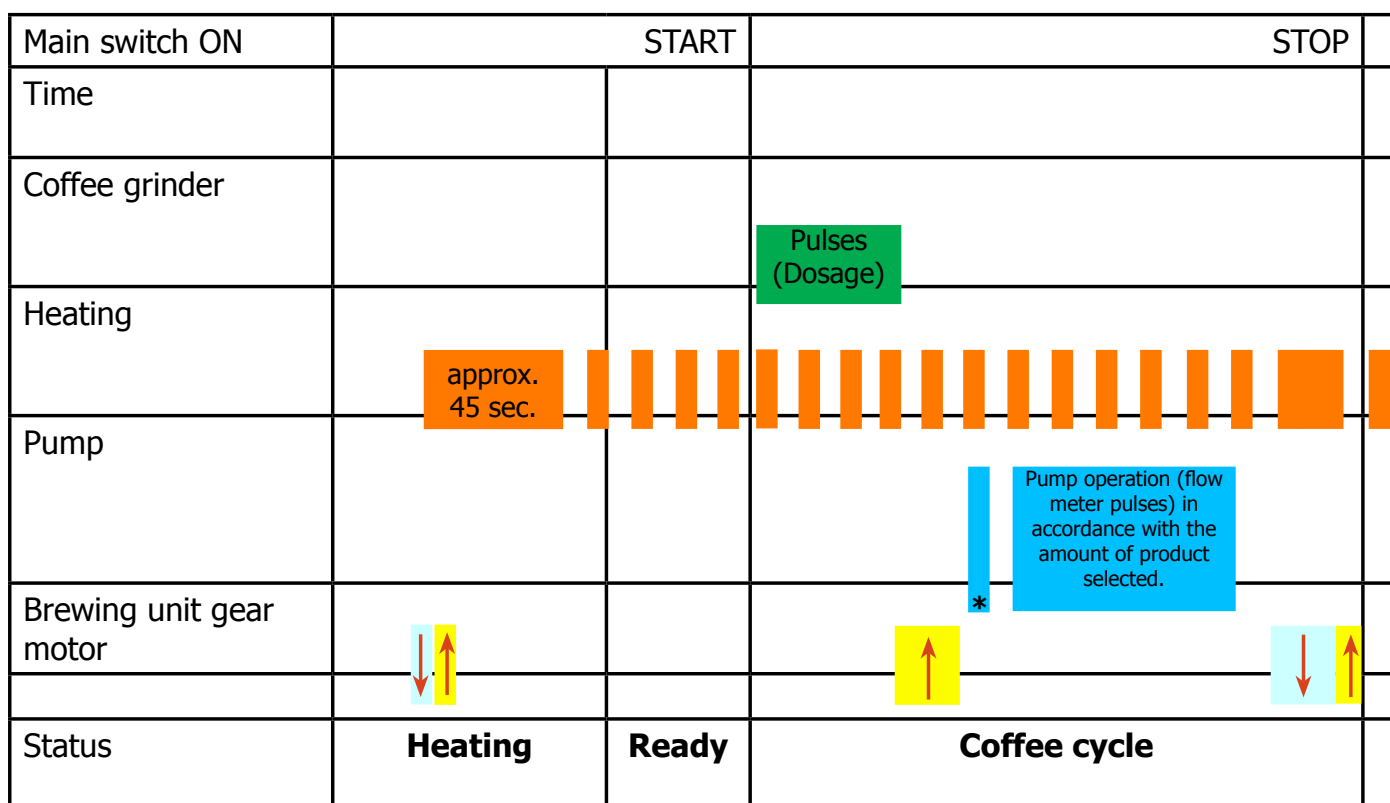 Main switch ON START STOP
Time
Coffee grinder
Pulses
(Dosage)
Heating
approx.
45 sec.
Pump
Pump operation (flow
meter pulses) in
accordance with the
amount of product
selected.
*
Brewing unit gear
motor
Status Heating Ready Coffee cycle